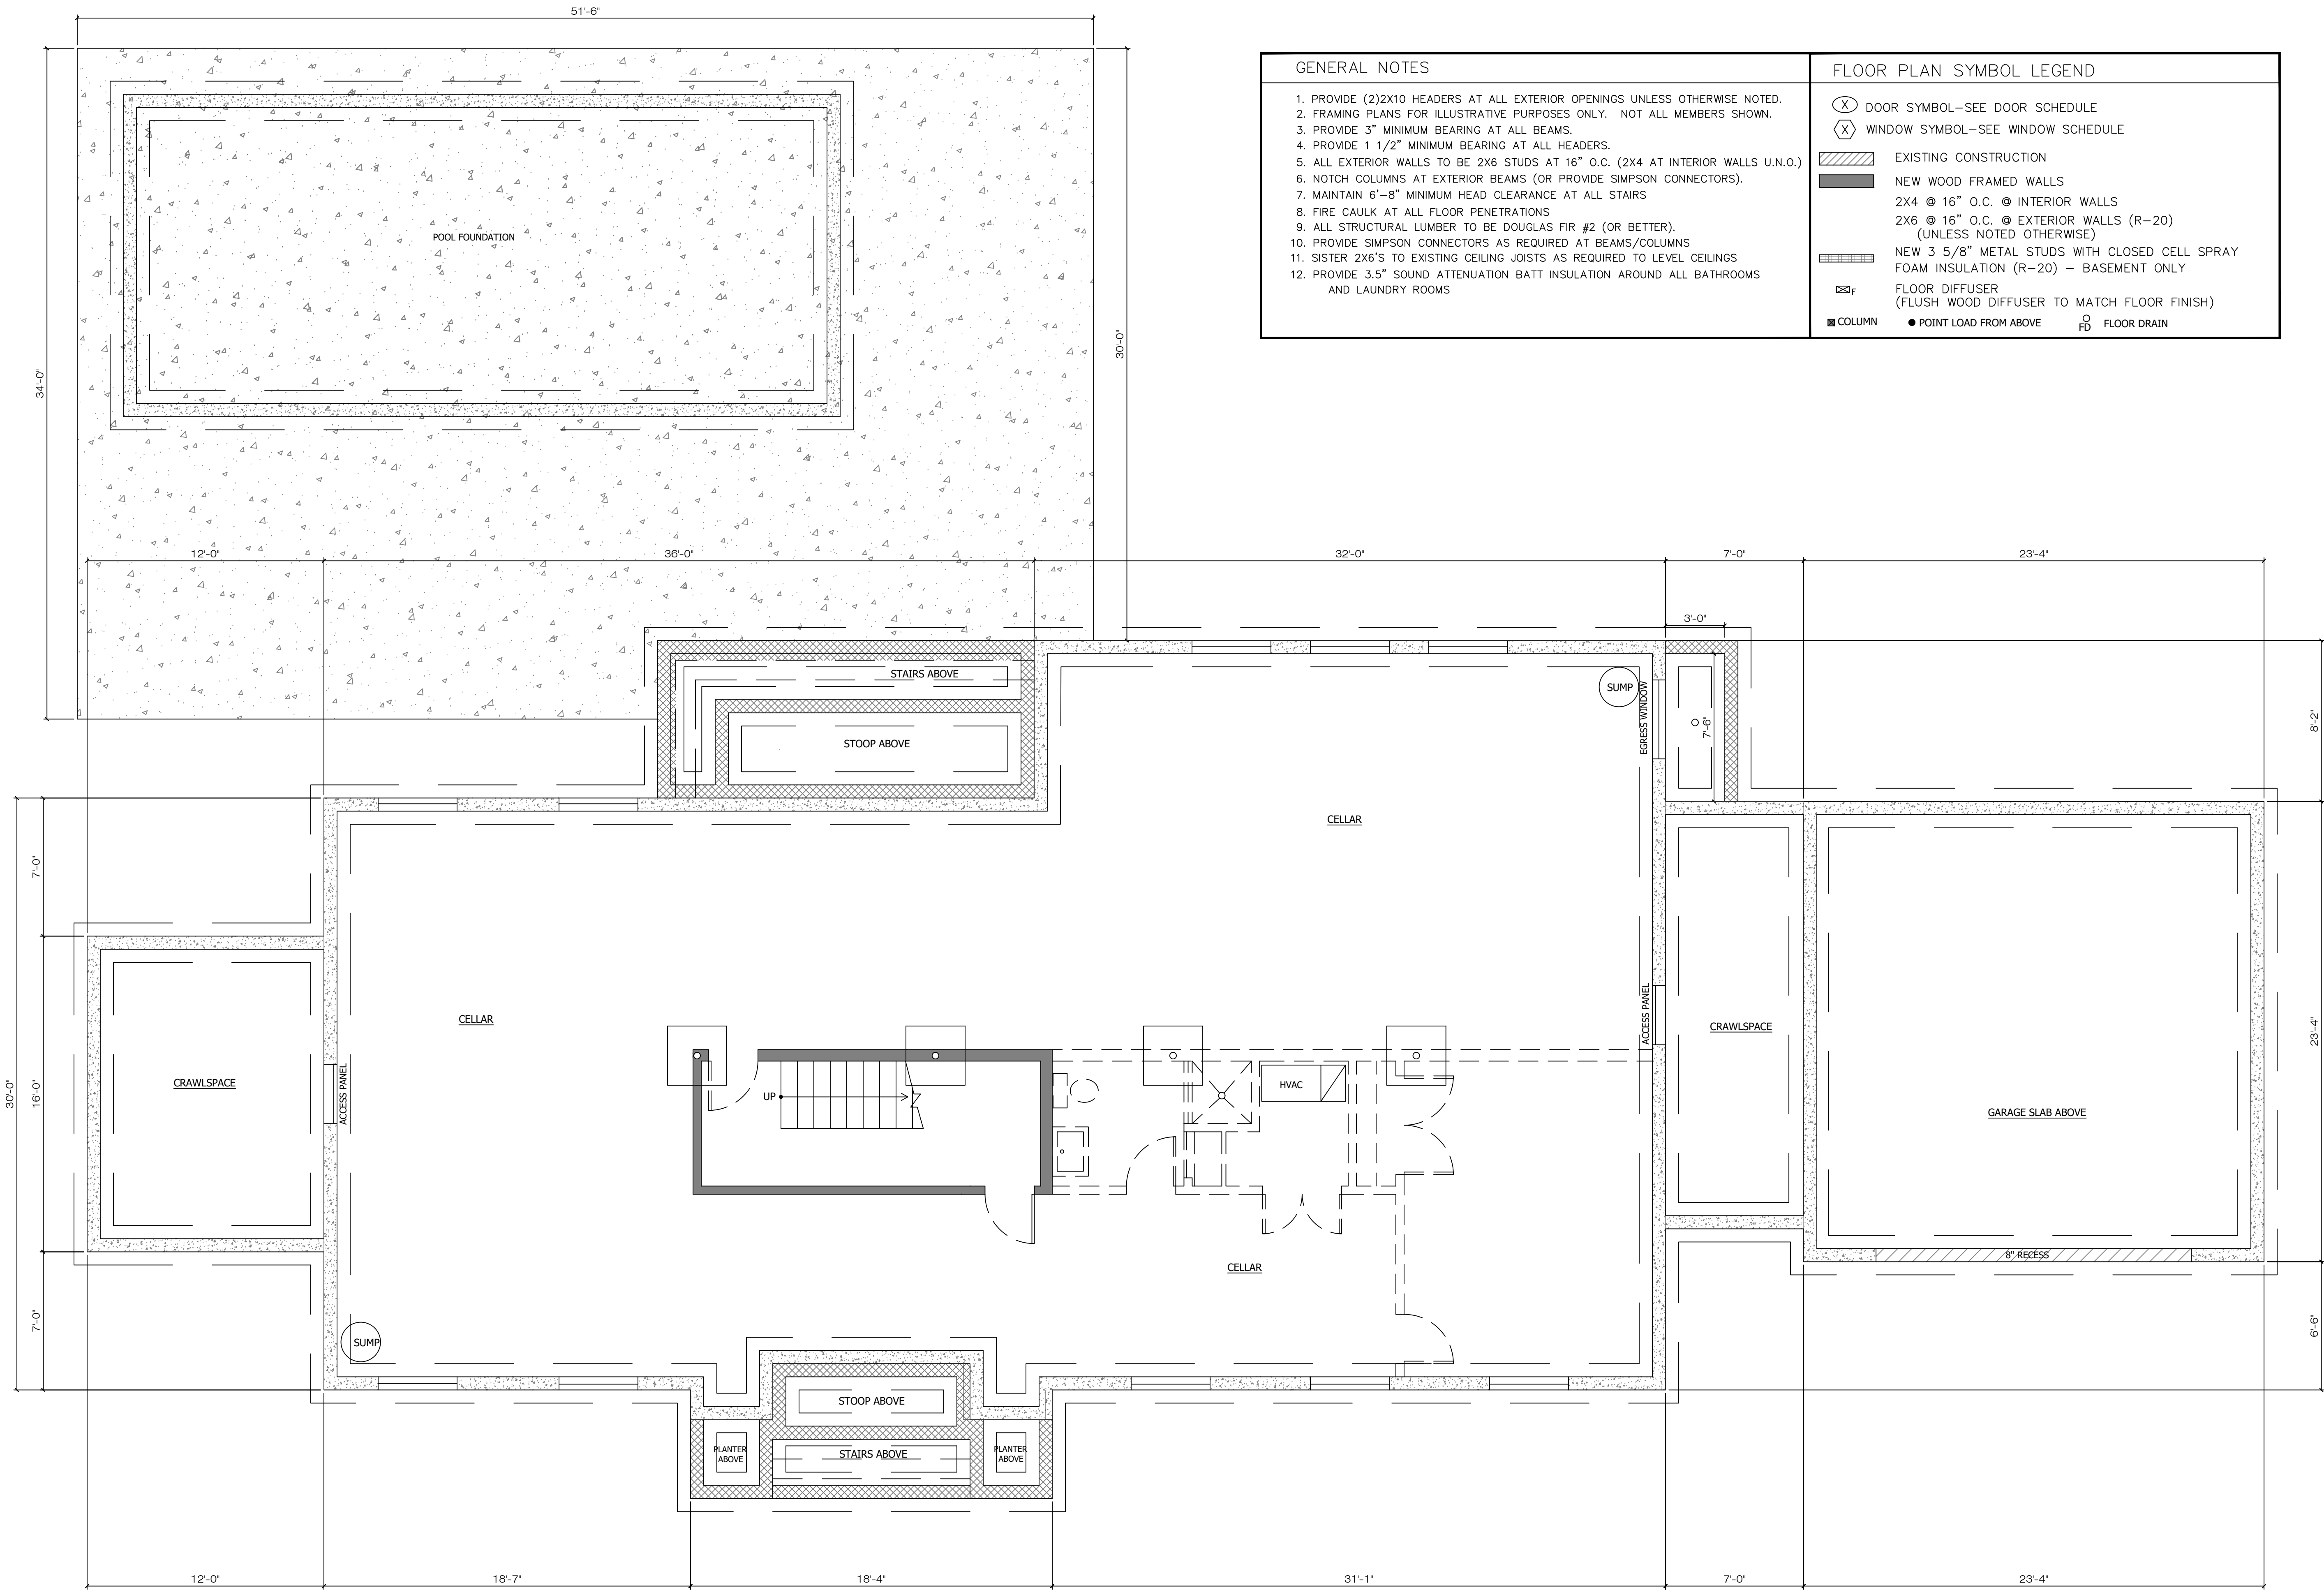 51'-6"
GENERAL NOTES
1. PROVIDE (2)2X10 HEADERS AT ALL EXTERIOR OPENINGS UNLESS OTHERWISE NOTED.
2. FRAMING PLANS FOR ILLUSTRATIVE PURPOSES ONLY. NOT ALL MEMBERS SHOWN.
3. PROVIDE 3" MINIMUM BEARING AT ALL BEAMS.
4. PROVIDE 1 1/2" MINIMUM BEARING AT ALL HEADERS.
5. ALL EXTERIOR WALLS TO BE 2X6 STUDS AT 16" O.C. (2X4 AT INTERIOR WALLS U.N.O.)
6. NOTCH COLUMNS AT EXTERIOR BEAMS (OR PROVIDE SIMPSON CONNECTORS).
7. MAINTAIN 6'-8" MINIMUM HEAD CLEARANCE AT ALL STAIRS
8. FIRE CAULK AT ALL FLOOR PENETRATIONS
9. ALL STRUCTURAL LUMBER TO BE DOUGLAS FIR #2 (OR BETTER).
10. PROVIDE SIMPSON CONNECTORS AS REQUIRED AT BEAMS/COLUMNS
11. SISTER 2X6'S TO EXISTING CEILING JOISTS AS REQUIRED TO LEVEL CEILINGS
12. PROVIDE 3.5" SOUND ATTENUATION BATT INSULATION AROUND ALL BATHROOMS
AND LAUNDRY ROOMS
FLOOR PLAN SYMBOL LEGEND
X DOOR SYMBOL-SEE DOOR SCHEDULE
X WINDOW SYMBOL-SEE WINDOW SCHEDULE
EXISTING CONSTRUCTION
NEW WOOD FRAMED WALLS
2X4 @ 16" O.C. @ INTERIOR WALLS
2X6 @ 16" O.C. @ EXTERIOR WALLS (R-20)
(UNLESS NOTED OTHERWISE)
NEW 3 5/8" METAL STUDS WITH CLOSED CELL SPRAY
FOAM INSULATION (R-20) - BASEMENT ONLY
F FLOOR DIFFUSER
(FLUSH WOOD DIFFUSER TO MATCH FLOOR FINISH)
COLUMN
POINT LOAD FROM ABOVE
FD FLOOR DRAIN
POOL FOUNDATION
34'-0"
30'-0"
12'-0"
36'-0"
32'-0"
7'-0"
23'-4"
3'-0"
STAIRS ABOVE
STOOP ABOVE
SUMP
EGRESS WINDOW
7'-6"
8'-2"
CELLAR
7'-0"
CELLAR
ACCESS PANEL
CRAWLSPACE
23'-4"
CRAWLSPACE
ACCESS PANEL
30'-0"
16'-0"
UP
HVAC
GARAGE SLAB ABOVE
8" RECESS
CELLAR
7'-0"
6'-6"
SUMP
STOOP ABOVE
PLANTER
ABOVE
STAIRS ABOVE
PLANTER
ABOVE
12'-0"
18'-7"
18'-4"
31'-1"
7'-0"
23'-4"